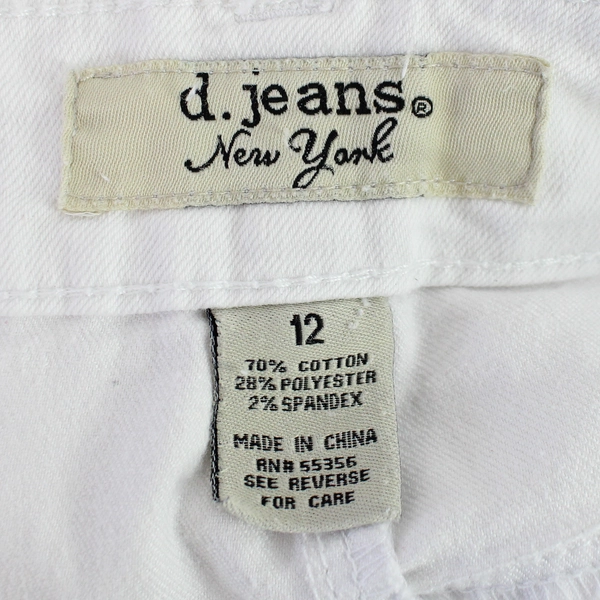 d.jeans®
New York
12
70% COTTON
28% POLYESTER
2% SPANDEX
MADE IN CHINA
RN# 55356
SEE REVERSE
FOR CARE